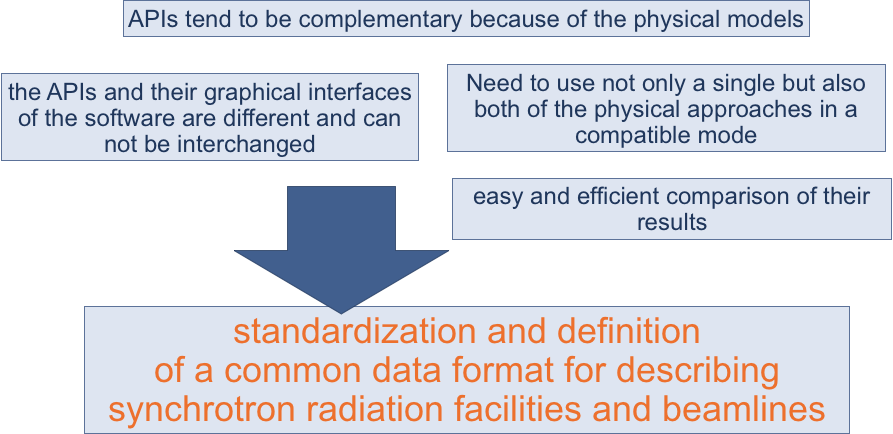 APIs tend to be complementary because of the physical models
the APIs and their graphical interfaces
of the software are different and can
not be interchanged
Need to use not only a single but also
both of the physical approaches in a
compatible mode
easy and efficient comparison of their
results
standardization and definition
of a common data format for describing
synchrotron radiation facilities and beamlines